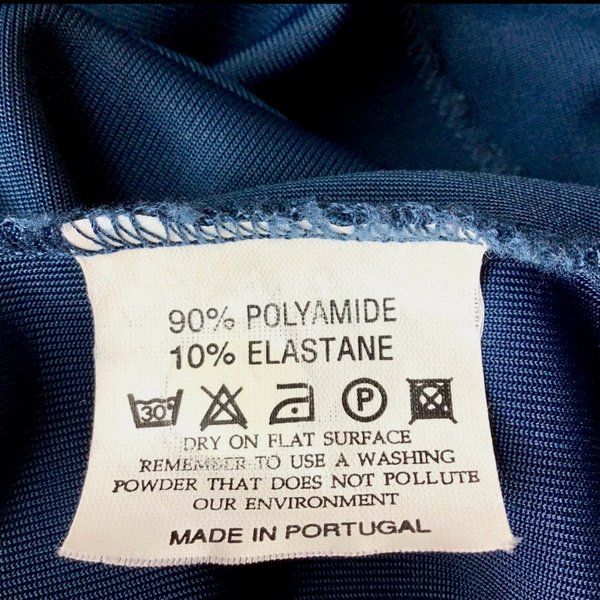 90% POLYAMIDE
10% ELASTANE
30° P
DRY ON FLAT SURFACE
REMEMBER TO USE A WASHING
POWDER THAT DOES NOT POLLUTE
OUR ENVIRONMENT
MADE IN PORTUGAL